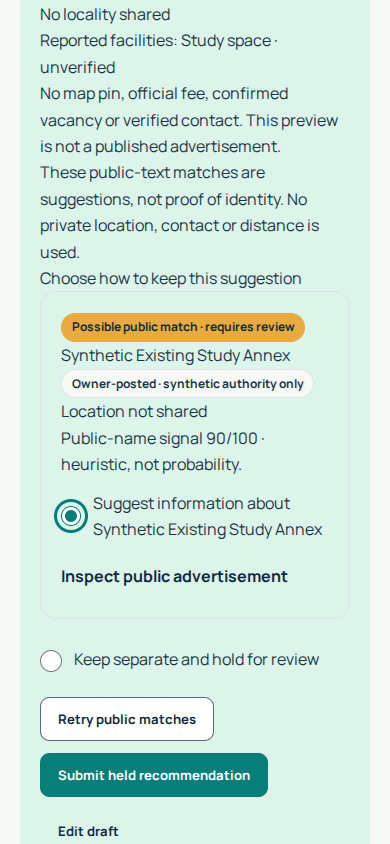 No locality shared
Reported facilities: Study space ·
unverified
No map pin, official fee, confirmed
vacancy or verified contact. This preview
is not a published advertisement.
These public-text matches are
suggestions, not proof of identity. No
private location, contact or distance is
used.
Choose how to keep this suggestion
Possible public match · requires review
Synthetic Existing Study Annex
Owner-posted · synthetic authority only
Location not shared
Public-name signal 90/100 ·
heuristic, not probability.
Suggest information about
Synthetic Existing Study Annex
Inspect public advertisement
Keep separate and hold for review
Retry public matches
Submit held recommendation
Edit draft